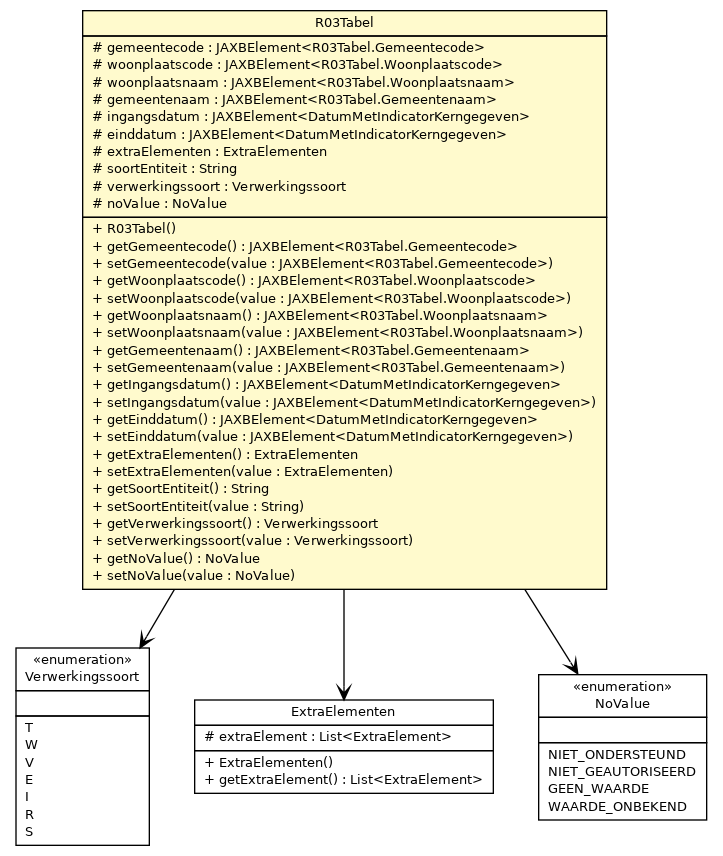 R03Tabel
# gemeentecode : JAXBElement<R03Tabel.Gemeentecode>
# woonplaatscode : JAXBElement<R03Tabel.Woonplaatscode>
# woonplaatsnaam : JAXBElement<R03Tabel.Woonplaatsnaam>
# gemeentenaam : JAXBElement<R03Tabel.Gemeentenaam>
# ingangsdatum : JAXBElement<DatumMetIndicatorKerngegeven>
# einddatum : JAXBElement<DatumMetIndicatorKerngegeven>
# extraElementen : ExtraElementen
# soortEntiteit : String
# verwerkingssoort : Verwerkingssoort
# noValue : NoValue
+ R03Tabel()
+ getGemeentecode() : JAXBElement<R03Tabel.Gemeentecode>
+ setGemeentecode(value : JAXBElement<R03Tabel.Gemeentecode>)
+ getWoonplaatscode() : JAXBElement<R03Tabel.Woonplaatscode>
+ setWoonplaatscode(value : JAXBElement<R03Tabel.Woonplaatscode>)
+ getWoonplaatsnaam() : JAXBElement<R03Tabel.Woonplaatsnaam>
+ setWoonplaatsnaam(value : JAXBElement<R03Tabel.Woonplaatsnaam>)
+ getGemeentenaam() : JAXBElement<R03Tabel.Gemeentenaam>
+ setGemeentenaam(value : JAXBElement<R03Tabel.Gemeentenaam>)
+ getIngangsdatum() : JAXBElement<DatumMetIndicatorKerngegeven>
+ setIngangsdatum(value : JAXBElement<DatumMetIndicatorKerngegeven>)
+ getEinddatum() : JAXBElement<DatumMetIndicatorKerngegeven>
+ setEinddatum(value : JAXBElement<DatumMetIndicatorKerngegeven>)
+ getExtraElementen() : ExtraElementen
+ setExtraElementen(value : ExtraElementen)
+ getSoortEntiteit() : String
+ setSoortEntiteit(value : String)
+ getVerwerkingssoort() : Verwerkingssoort
+ setVerwerkingssoort(value : Verwerkingssoort)
+ getNoValue() : NoValue
+ setNoValue(value : NoValue)
«enumeration»
Verwerkingssoort
T
W
V
E
I
R
S
ExtraElementen
# extraElement : List<ExtraElement>
+ ExtraElementen()
+ getExtraElement() : List<ExtraElement>
«enumeration»
NoValue
NIET_ONDERSTEUND
NIET_GEAUTORISEERD
GEEN_WAARDE
WAARDE_ONBEKEND